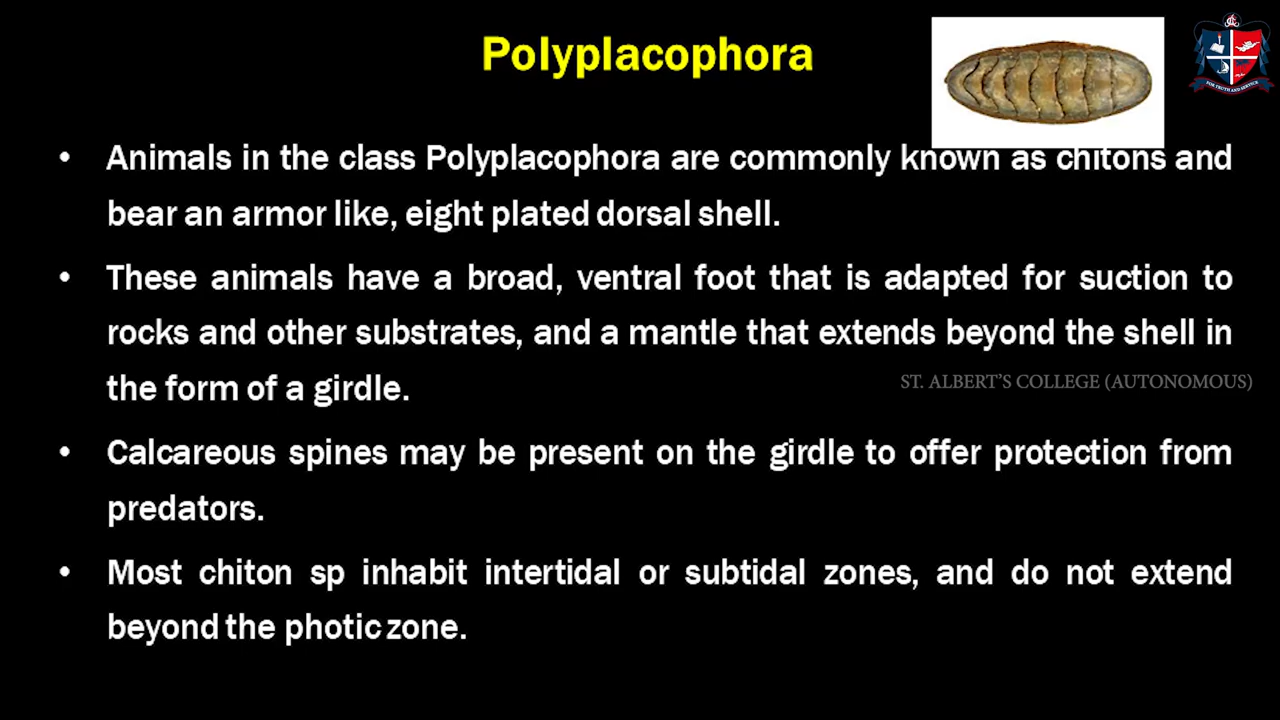 Polyplacophora
• Animals in the class Polyplacophora are commonly known as chitons and
bear an armor like, eight plated dorsal shell.
• These animals have a broad, ventral foot that is adapted for suction to
rocks and other substrates, and a mantle that extends beyond the shell in
the form of a girdle.
ST. ALBERT'S COLLEGE (AUTONOMOUS)
• Calcareous spines may be present on the girdle to offer protection from
predators.
• Most chiton sp inhabit intertidal or subtidal zones, and do not extend
beyond the photic zone.
FOR TRUTH AND SERVICE